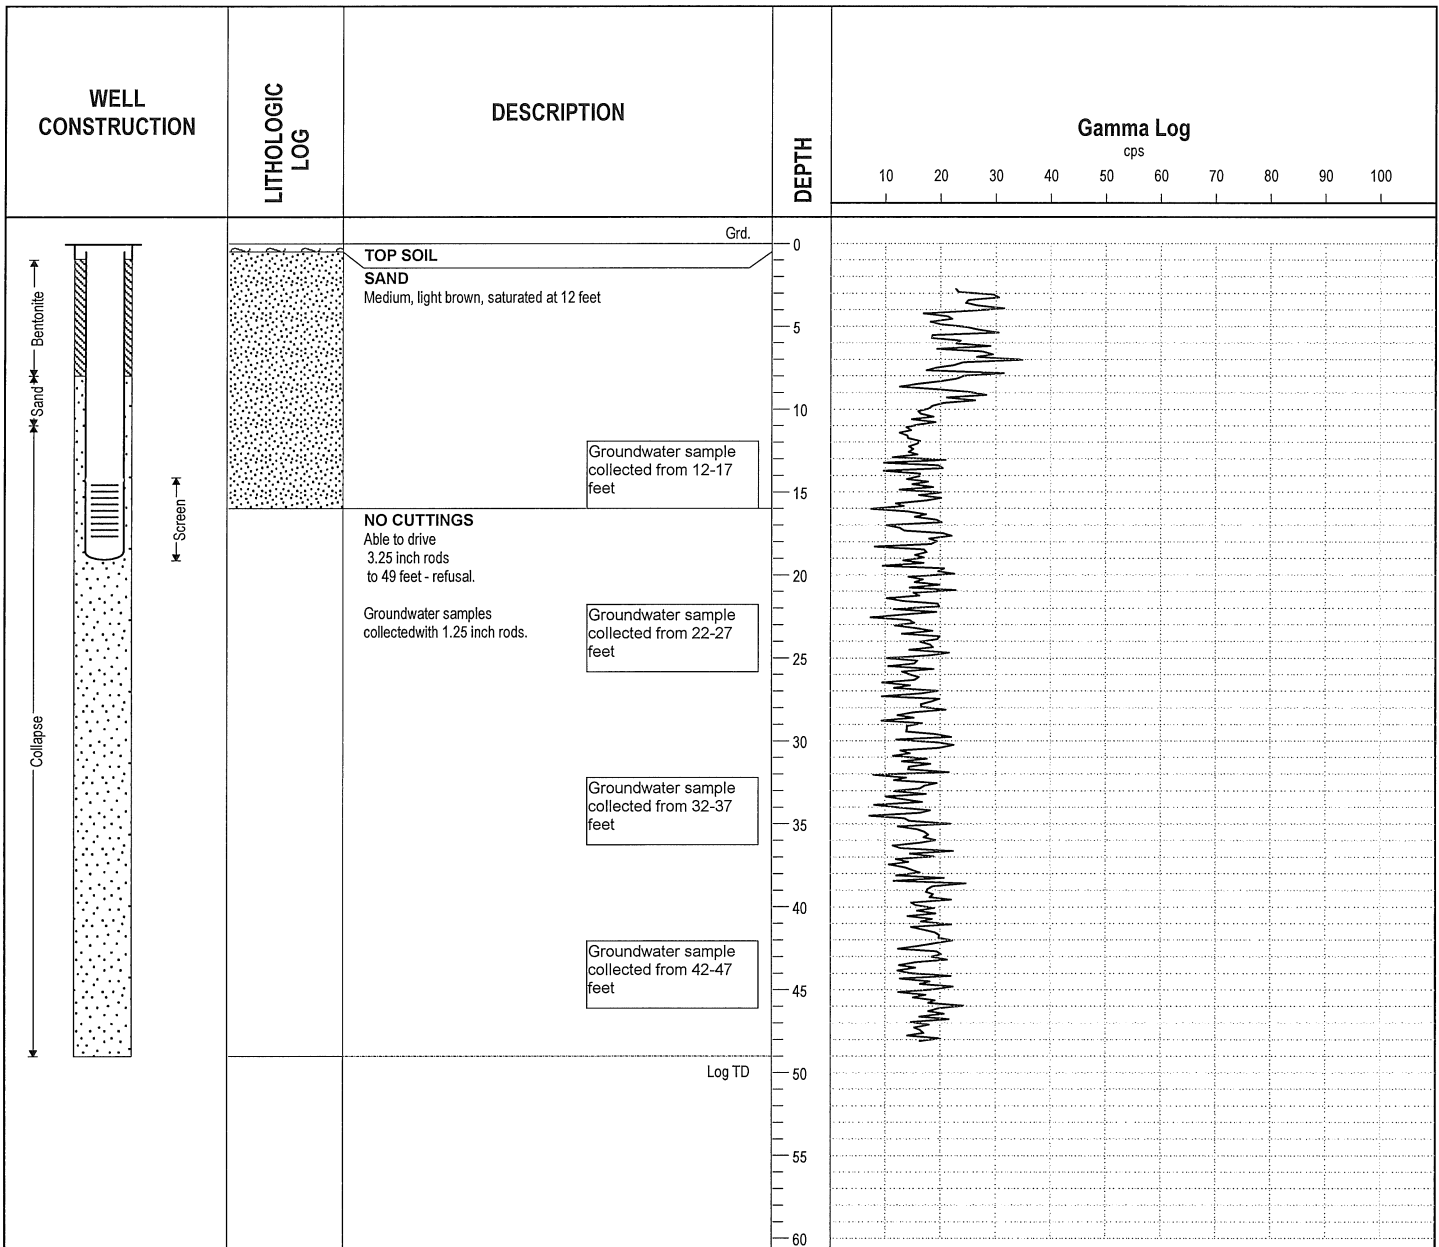 WELL
CONSTRUCTION
LITHOLOGIC
LOG
DESCRIPTION
DEPTH
Gamma Log
cps
10 20 30 40 50 60 70 80 90 100
Grd.
0
TOP SOIL
SAND
Medium, light brown, saturated at 12 feet
Bentonite
5
Sand
10
Groundwater sample
collected from 12-17
feet
15
Screen
NO CUTTINGS
Able to drive
3.25 inch rods
to 49 feet - refusal.
20
Groundwater samples
collectedwith 1.25 inch rods.
Groundwater sample
collected from 22-27
feet
25
Collapse
30
Groundwater sample
collected from 32-37
feet
35
40
Groundwater sample
collected from 42-47
feet
45
Log TD
50
55
60